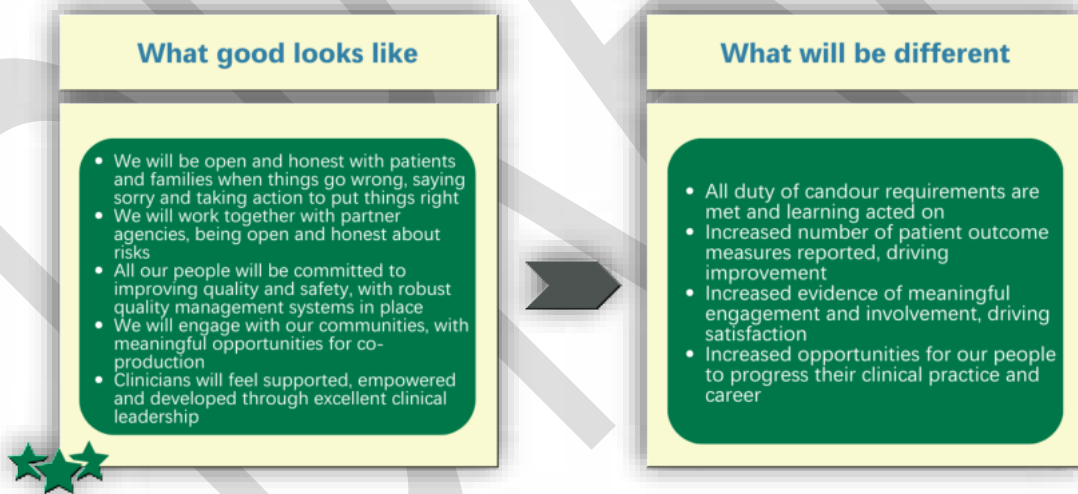 What good looks like
• We will be open and honest with patients
and families when things go wrong, saying
sorry and taking action to put things right
• We will work together with partner
agencies, being open and honest about
risks
• All our people will be committed to
improving quality and safety, with robust
quality management systems in place
• We will engage with our communities, with
meaningful opportunities for co-
production
• Clinicians will feel supported, empowered
and developed through excellent clinical
leadership
What will be different
• All duty of candour requirements are
met and learning acted on
• Increased number of patient outcome
measures reported, driving
improvement
• Increased evidence of meaningful
engagement and involvement, driving
satisfaction
• Increased opportunities for our people
to progress their clinical practice and
career